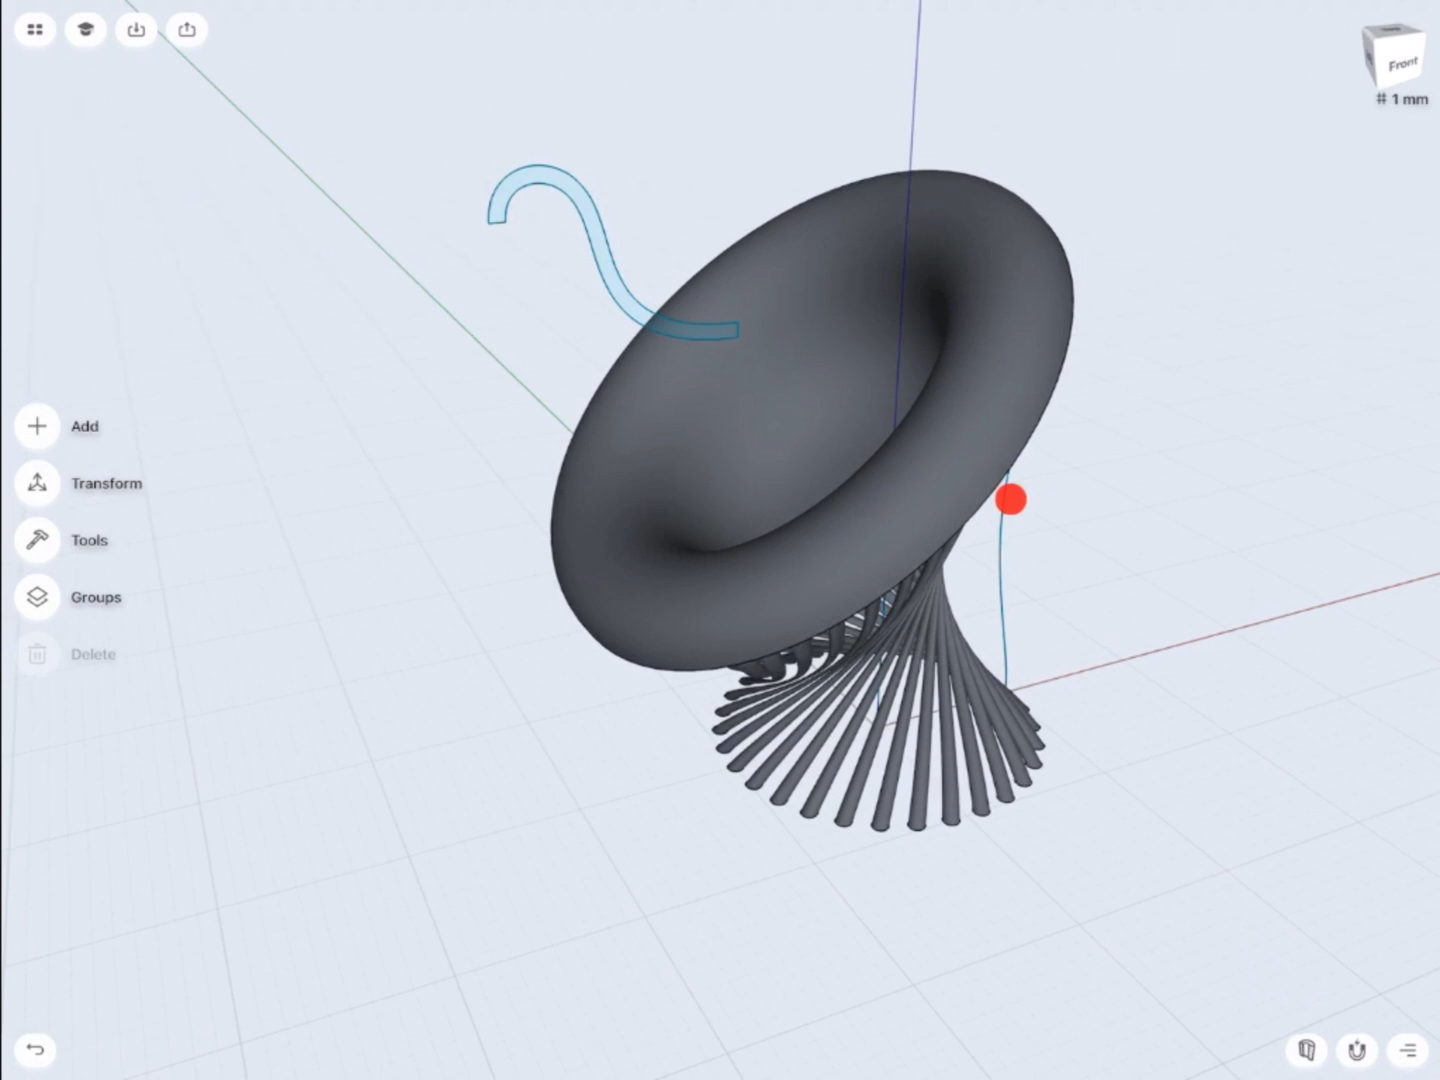 Front
# 1 mm
Add
Transform
Tools
Groups
Delete